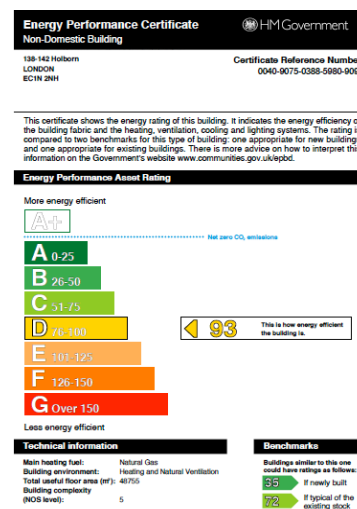 Energy Performance Certificate
HM Government
Non-Domestic Building
138-142 Holborn
LONDON
EC1N 2NH
Certificate Reference Numbe
0040-9075-0388-5980-909
This certificate shows the energy rating of this building. It indicates the energy efficiency o
the building fabric and the heating, ventilation, cooling and lighting systems. The rating is
compared to two benchmarks for this type of building: one appropriate for new buildings
and one appropriate for existing buildings. There is more advice on how to interpret this
information on the Government's website www.communities.gov.uk/epbd.
Energy Performance Asset Rating
More energy efficient
A+
Net zero CO₂ emissions
A 0-25
B 26-50
C 51-75
D 76-100
93
This is how energy efficient
the building is.
E 101-125
F 126-150
G Over 150
Less energy efficient
Technical information
Main heating fuel: Natural Gas
Building environment: Heating and Natural Ventilation
Total useful floor area (m²): 48755
Building complexity
(NOS level): 5
Benchmarks
Buildings similar to this one
could have ratings as follows:
35 If newly built
72 If typical of the
existing stock